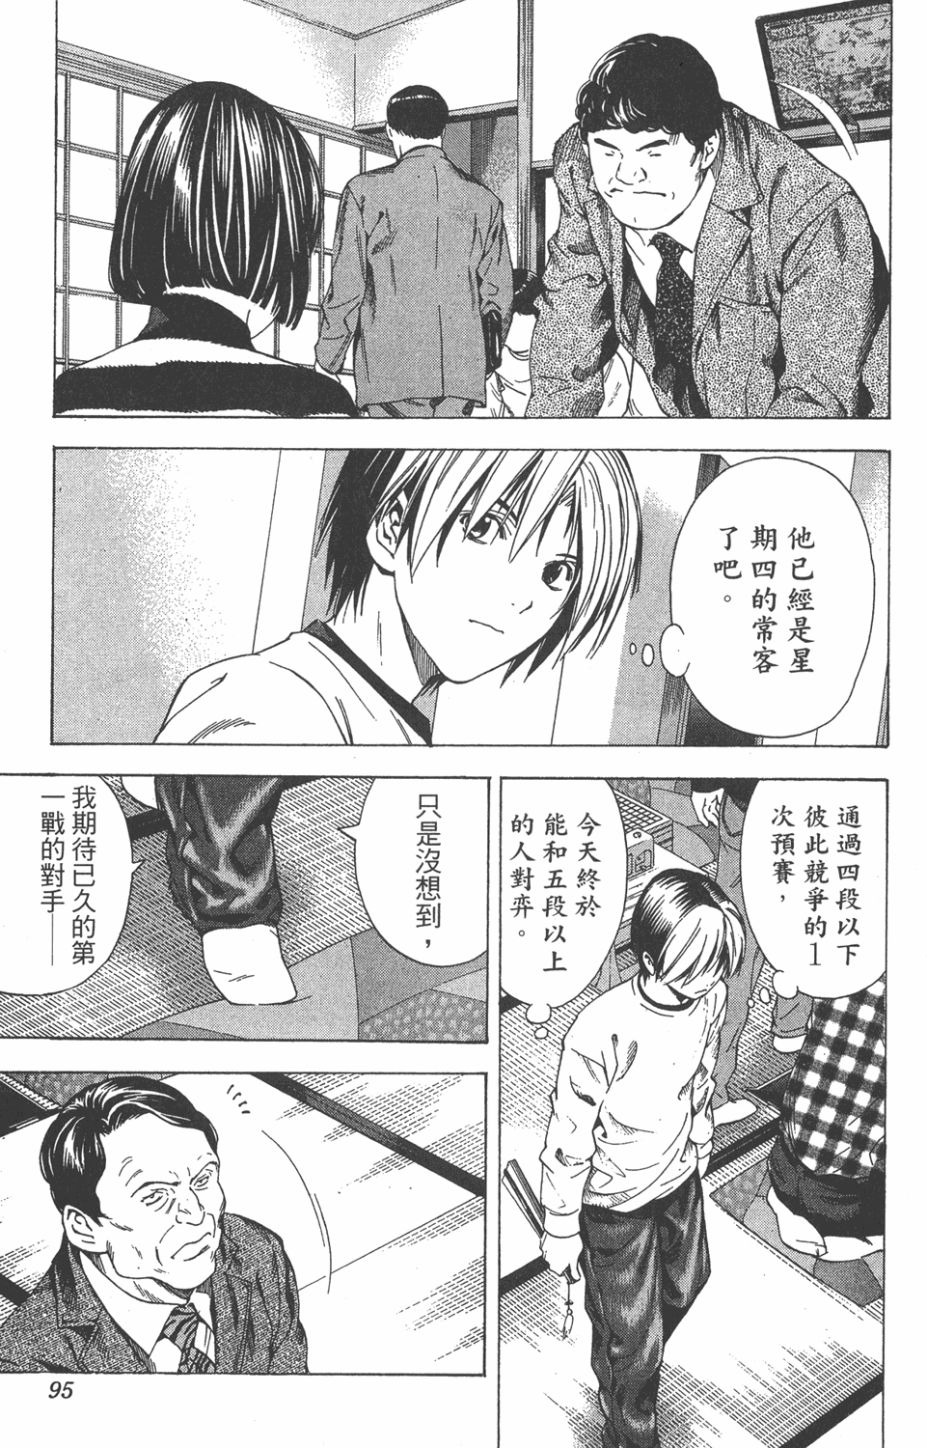 他已經是星
期四的常客
了吧。
通過四段以下
彼此競爭的1
次預賽，
今天終於
能和五段以上
的人對弈。
只是沒想到，
我期待已久的第
一戰的對手——
95